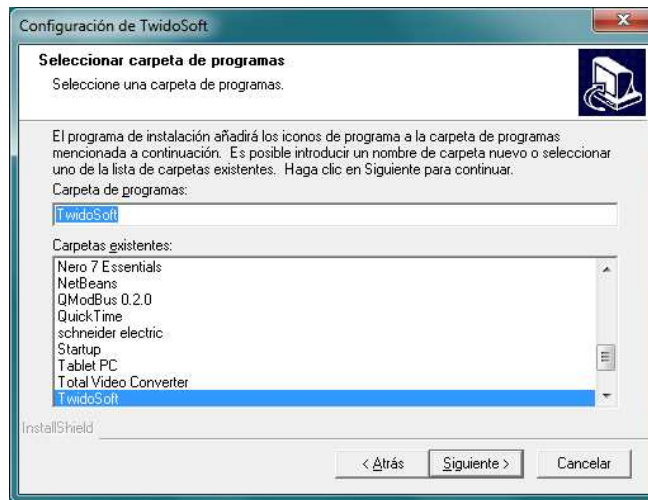 Configuración de TwidoSoft
Seleccionar carpeta de programas
Seleccione una carpeta de programas.
El programa de instalación añadirá los iconos de programa a la carpeta de programas
mencionada a continuación. Es posible introducir un nombre de carpeta nuevo o seleccionar
uno de la lista de carpetas existentes. Haga clic en Siguiente para continuar.
Carpeta de programas:
TwidoSoft
Carpetas existentes:
Nero 7 Essentials
NetBeans
QModBus 0.2.0
QuickTime
schneider electric
Startup
Tablet PC
Total Video Converter
TwidoSoft
InstallShield
< Atrás Siguiente > Cancelar